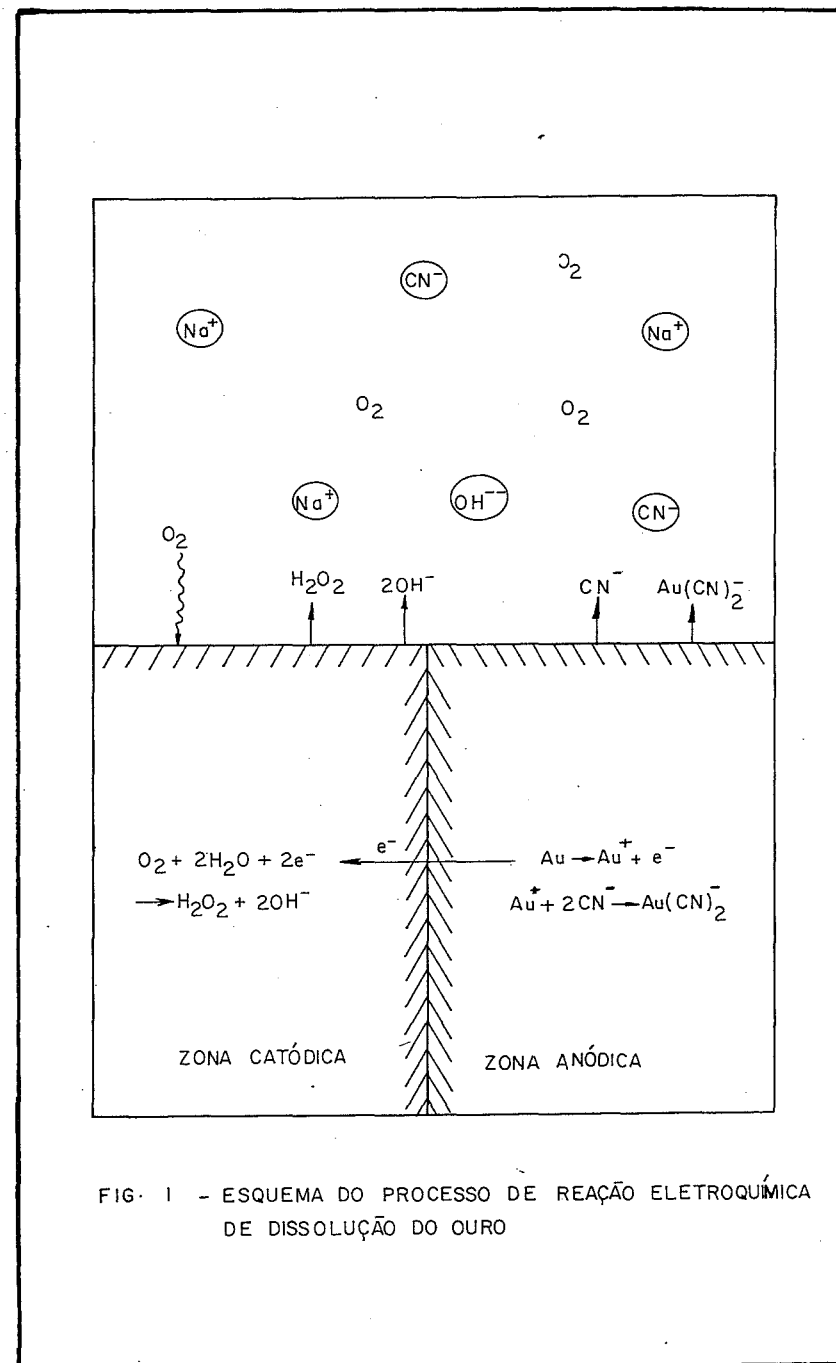 CN⁻ O₂
Na⁺ Na⁺
O₂ O₂
Na⁺ OH⁻⁻ CN⁻
O₂
H₂O₂ 2OH⁻ CN⁻ Au(CN)₂⁻
e⁻
O₂ + 2H₂O + 2e⁻ Au → Au⁺ + e⁻
→ H₂O₂ + 2OH⁻ Au⁺ + 2CN⁻ → Au(CN)₂⁻
ZONA CATÓDICA ZONA ANÓDICA
FIG. 1 - ESQUEMA DO PROCESSO DE REAÇÃO ELETROQUÍMICA
DE DISSOLUÇÃO DO OURO